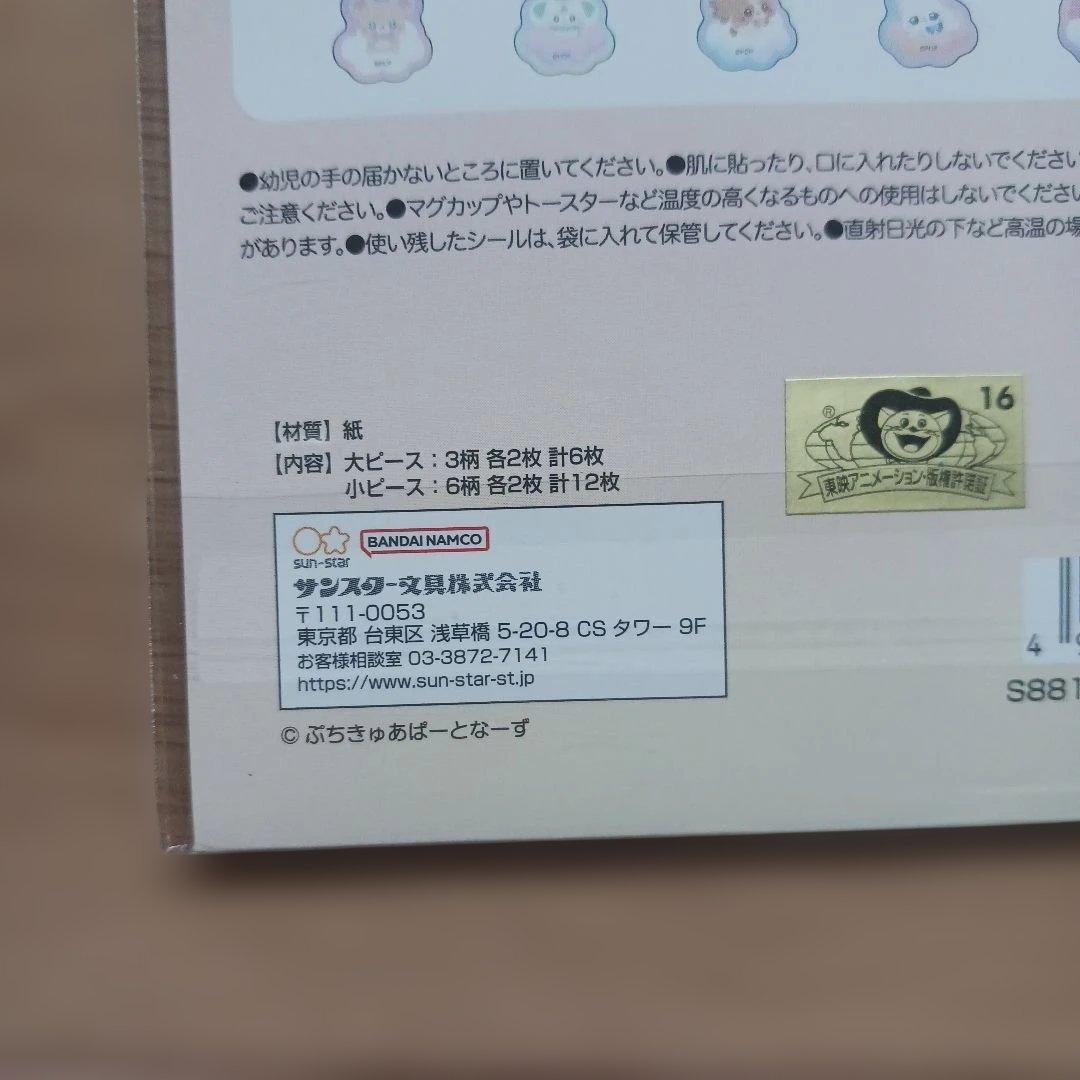 ●幼児の手の届かないところに置いてください。●肌に貼ったり、口に入れたりしないでください
ご注意ください。●マグカップやトースターなど温度の高くなるものへの使用はしないでください
があります。●使い残したシールは、袋に入れて保管してください。●直射日光の下など高温の場
【材質】紙
【内容】大ピース：3柄 各2枚 計6枚
小ピース：6柄 各2枚 計12枚
16
®
東映アニメーション・版権許諾証
sun-star
BANDAI NAMCO
サンスター文具株式会社
〒111-0053
東京都 台東区 浅草橋 5-20-8 CS タワー 9F
お客様相談室 03-3872-7141
https://www.sun-star-st.jp
© ぷちきゅあぱーとなーず
4
S881